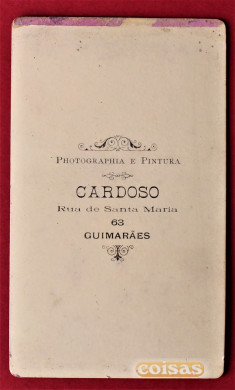 PHOTOGRAPHIA E PINTURA
CARDOSO
Rua de Santa Maria
63
GUIMARÃES
coisas